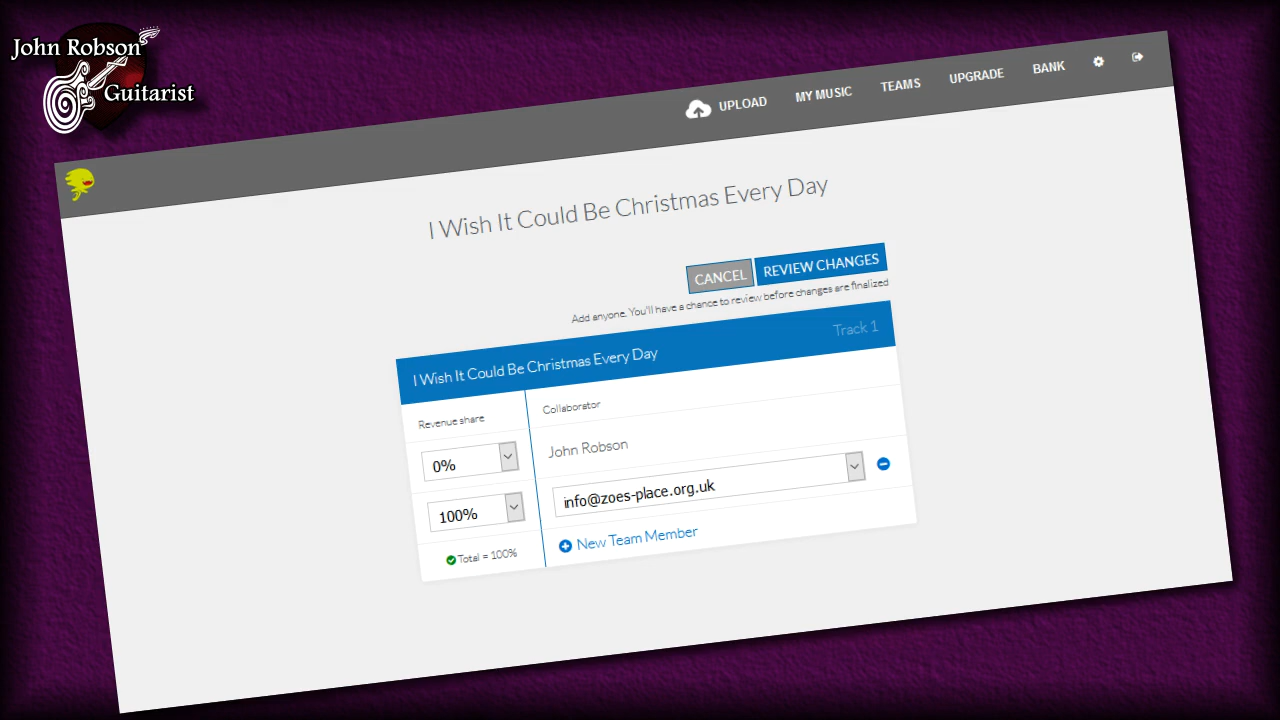 John Robson
Guitarist
UPLOAD
MY MUSIC
TEAMS
UPGRADE
BANK
I Wish It Could Be Christmas Every Day
CANCEL
REVIEW CHANGES
Add anyone. You'll have a chance to review before changes are finalized
I Wish It Could Be Christmas Every Day
Track 1
Revenue share
Collaborator
0%
John Robson
100%
info@zoes-place.org.uk
Total = 100%
New Team Member